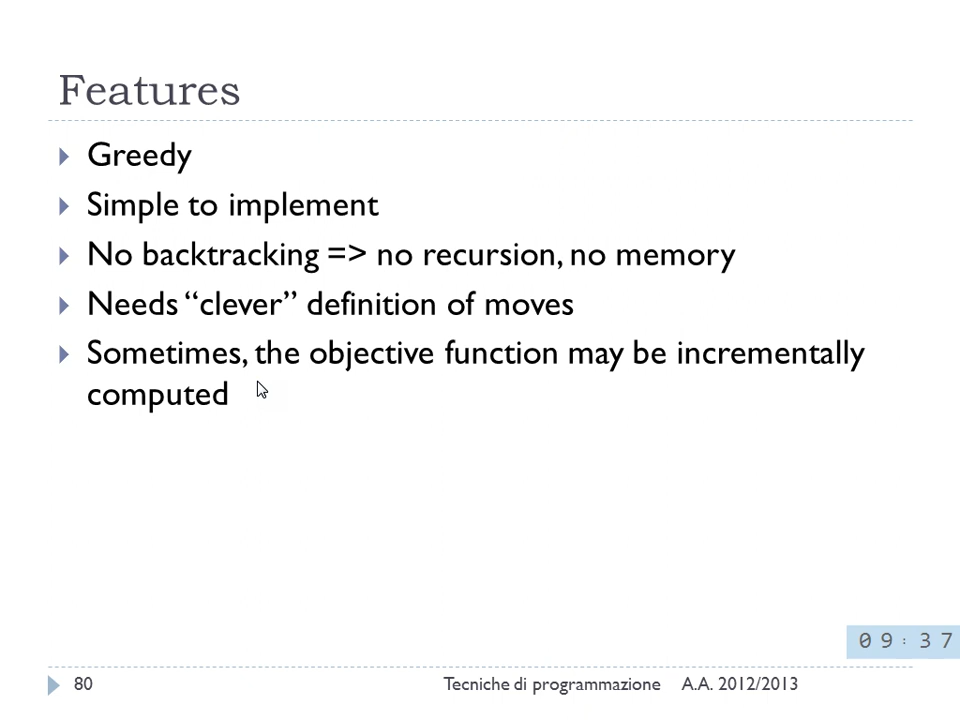 Features
Greedy
Simple to implement
No backtracking => no recursion, no memory
Needs “clever” definition of moves
Sometimes, the objective function may be incrementally
computed
09:37
80 Tecniche di programmazione A.A. 2012/2013